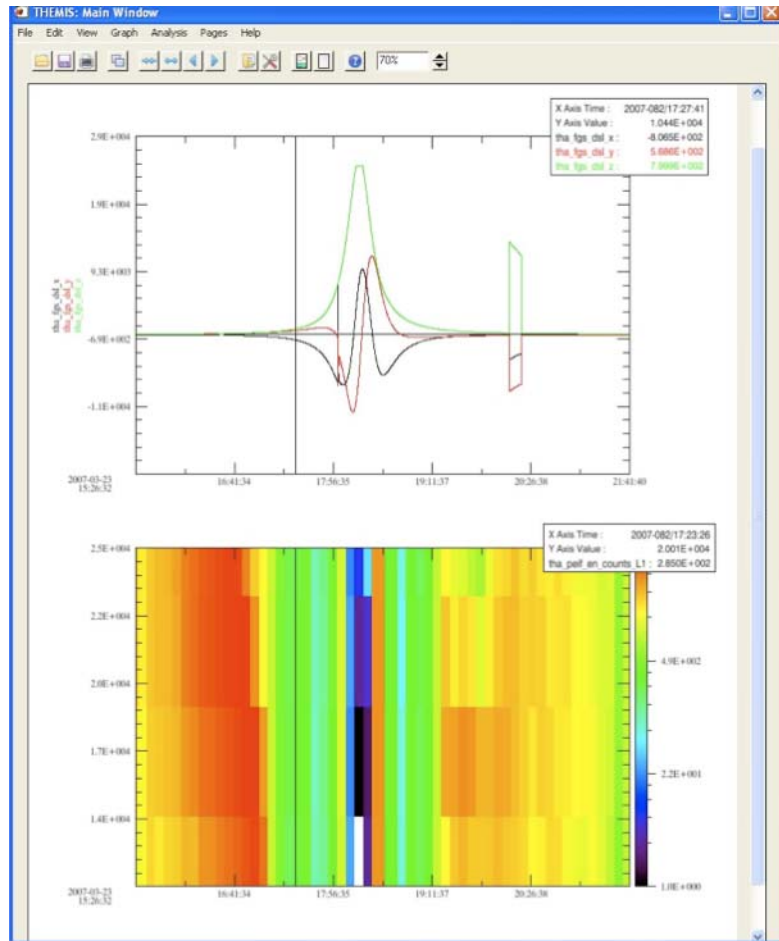 THEMIS: Main Window
File Edit View Graph Analysis Pages Help
70%
X Axis Time : 2007-082/17:27:41
Y Axis Value : 1.044E+004
tha_fgs_dsl_x : -8.065E+002
tha_fgs_dsl_y : 5.686E+002
tha_fgs_dsl_z : 7.999E+002
2.9E+004
1.9E+004
9.3E+003
-6.9E+002
-1.1E+004
tha_fgs_dsl_x
tha_fgs_dsl_y
tha_fgs_dsl_z
2007-03-23
15:26:32
16:41:34 17:56:35 19:11:37 20:26:38 21:41:40
X Axis Time : 2007-082/17:23:26
Y Axis Value : 2.001E+004
tha_peif_en_counts_L1 : 2.850E+002
2.5E+004
2.2E+004
2.0E+004
1.7E+004
1.4E+004
4.9E+002
2.2E+001
1.0E+000
2007-03-23
15:26:32
16:41:34 17:56:35 19:11:37 20:26:38